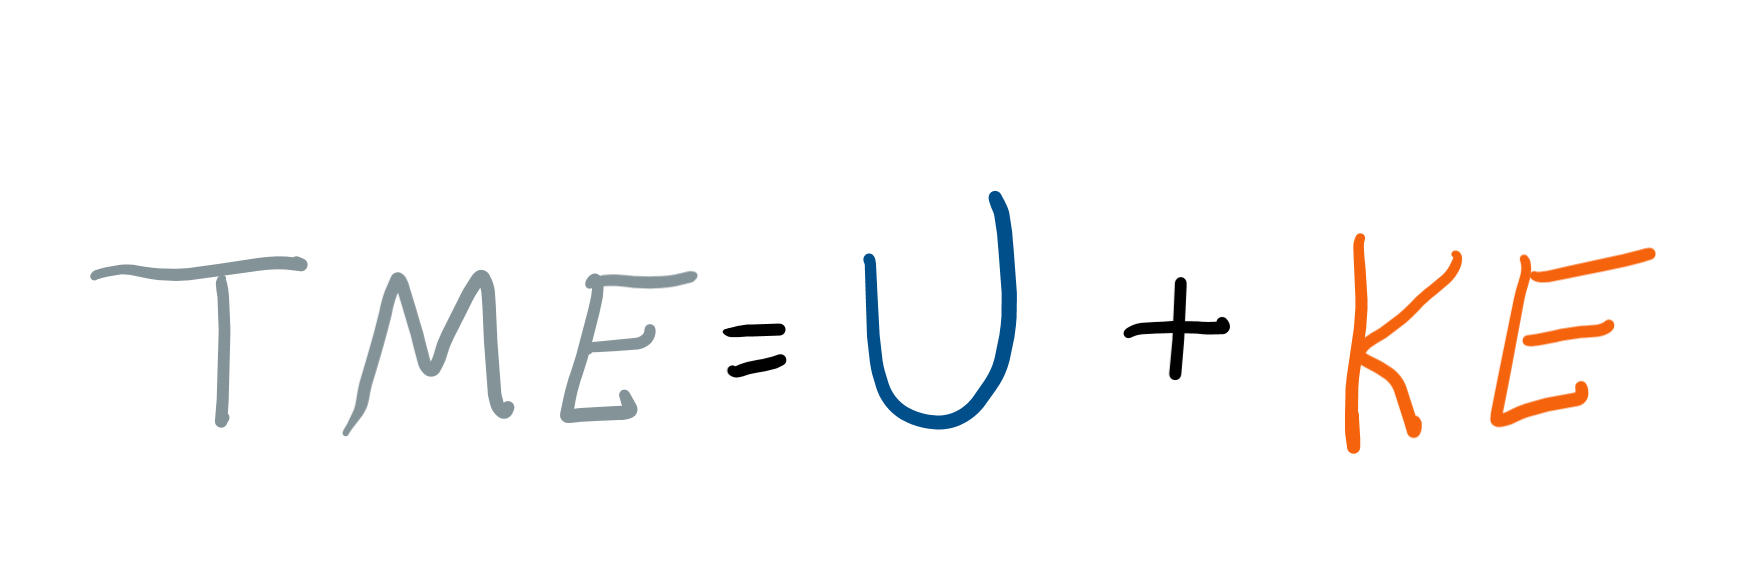 TME = U + KE